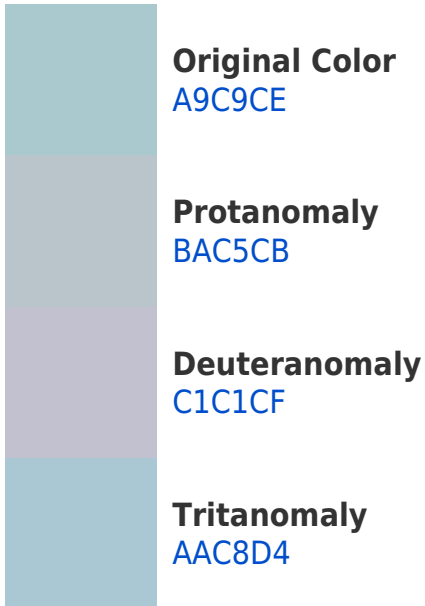 Original Color
A9C9CE
Protanomaly
BAC5CB
Deuteranomaly
C1C1CF
Tritanomaly
AAC8D4